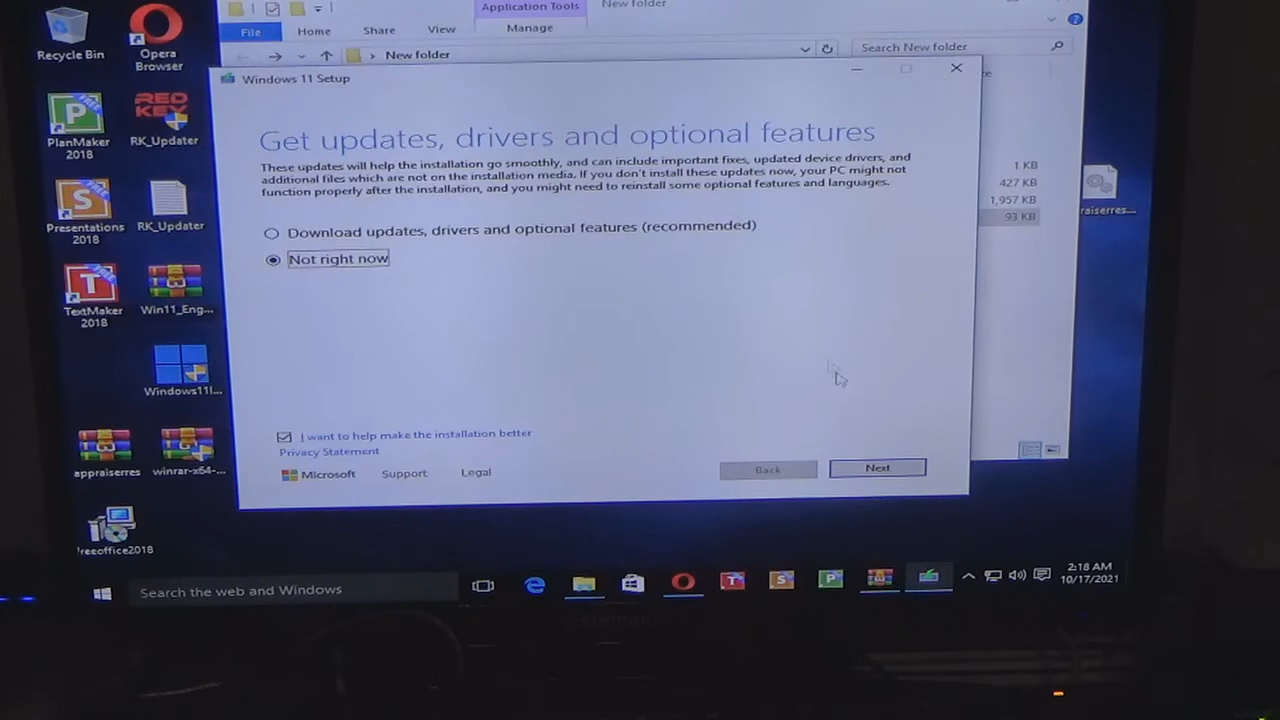 Application Tools
New folder
File
Home
Share
View
Manage
New folder
Search New folder
Recycle Bin
Opera
Browser
PlanMaker
2018
RK_Updater
Presentations
2018
RK_Updater
TextMaker
2018
Win11_Eng...
Windows11I...
appraiserres
winrar-x64-...
FREE
RED
KEY
Windows 11 Setup
Get updates, drivers and optional features
These updates will help the installation go smoothly, and can include important fixes, updated device drivers, and
additional files which are not on the installation media. If you don't install these updates now, your PC might not
function properly after the installation, and you might need to reinstall some optional features and languages.
Download updates, drivers and optional features (recommended)
Not right now
I want to help make the installation better
Privacy Statement
Microsoft
Support
Legal
Back
Next
1 KB
427 KB
1,957 KB
93 KB
raiserres...
reeoffice2018
Search the web and Windows
2:18 AM
10/17/2021